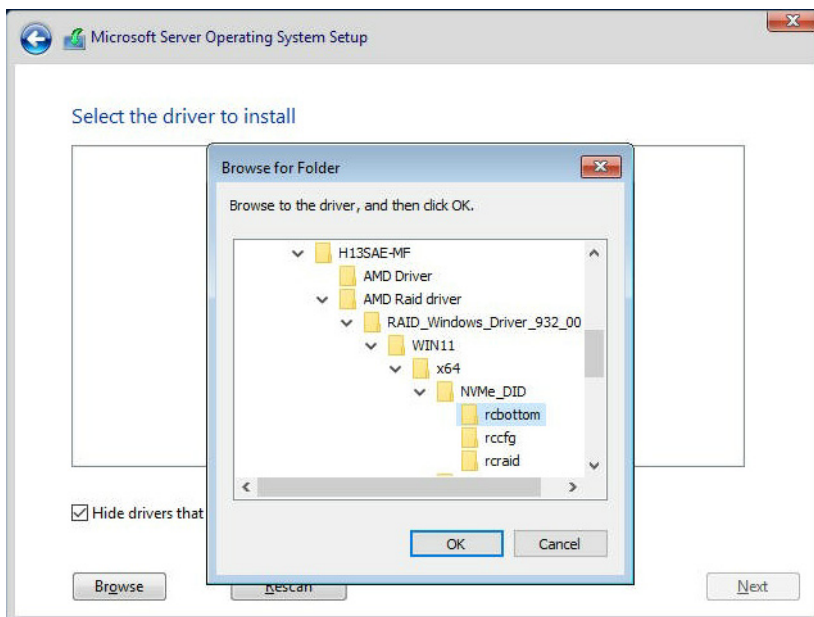 Microsoft Server Operating System Setup
Select the driver to install
Browse for Folder
Browse to the driver, and then click OK.
H13SAE-MF
AMD Driver
AMD Raid driver
RAID_Windows_Driver_932_00
WIN11
x64
NVMe_DID
rcbottom
rccfg
rcraid
Hide drivers that
OK Cancel
Browse Rescan Next